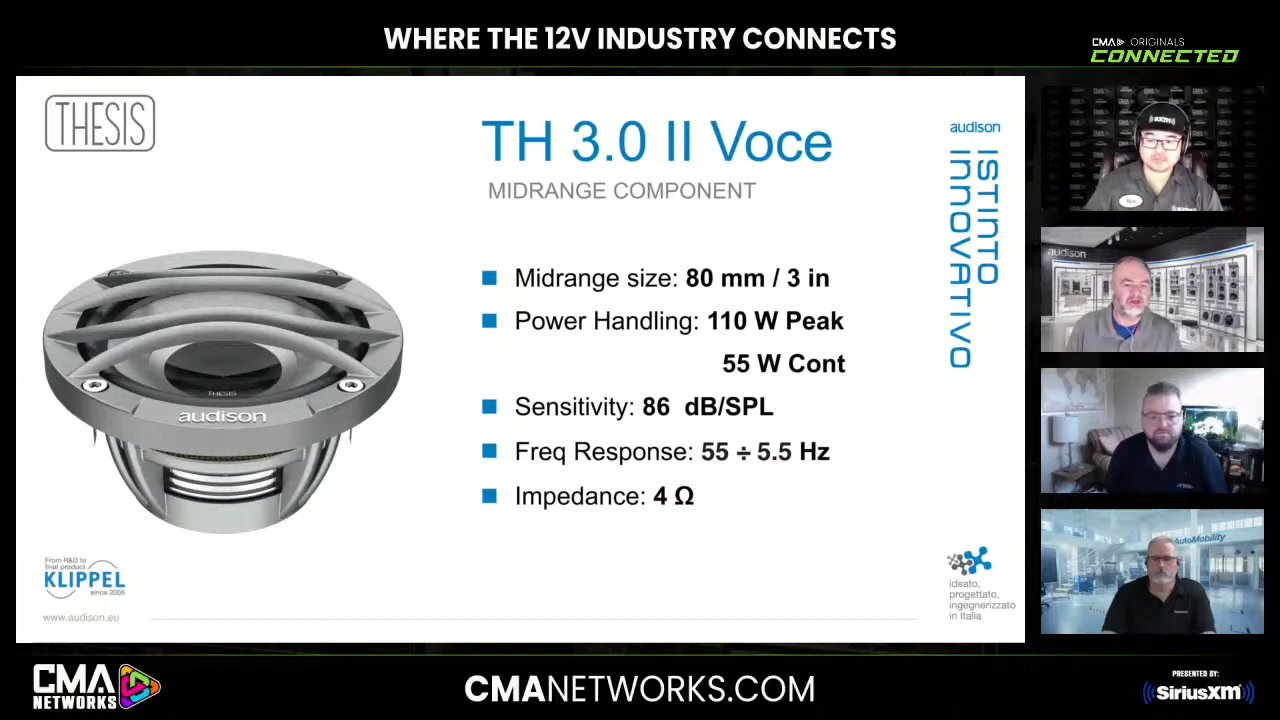 WHERE THE 12V INDUSTRY CONNECTS
CMA ORIGINALS
CONNECTED
THESIS
TH 3.0 II Voce
MIDRANGE COMPONENT
audison
ISTINTO
INNOVATIVO
Midrange size: 80 mm / 3 in
Power Handling: 110 W Peak
55 W Cont
Sensitivity: 86 dB/SPL
Freq Response: 55 ÷ 5.5 Hz
Impedance: 4 Ω
THESIS
audison
From R&D to
final product
KLIPPEL
since 2005
www.audison.eu
ideato,
progettato,
ingegnerizzato
in Italia
audison
AutoMobility
CMA
NETWORKS
CMANETWORKS.COM
PRESENTED BY:
SiriusXM